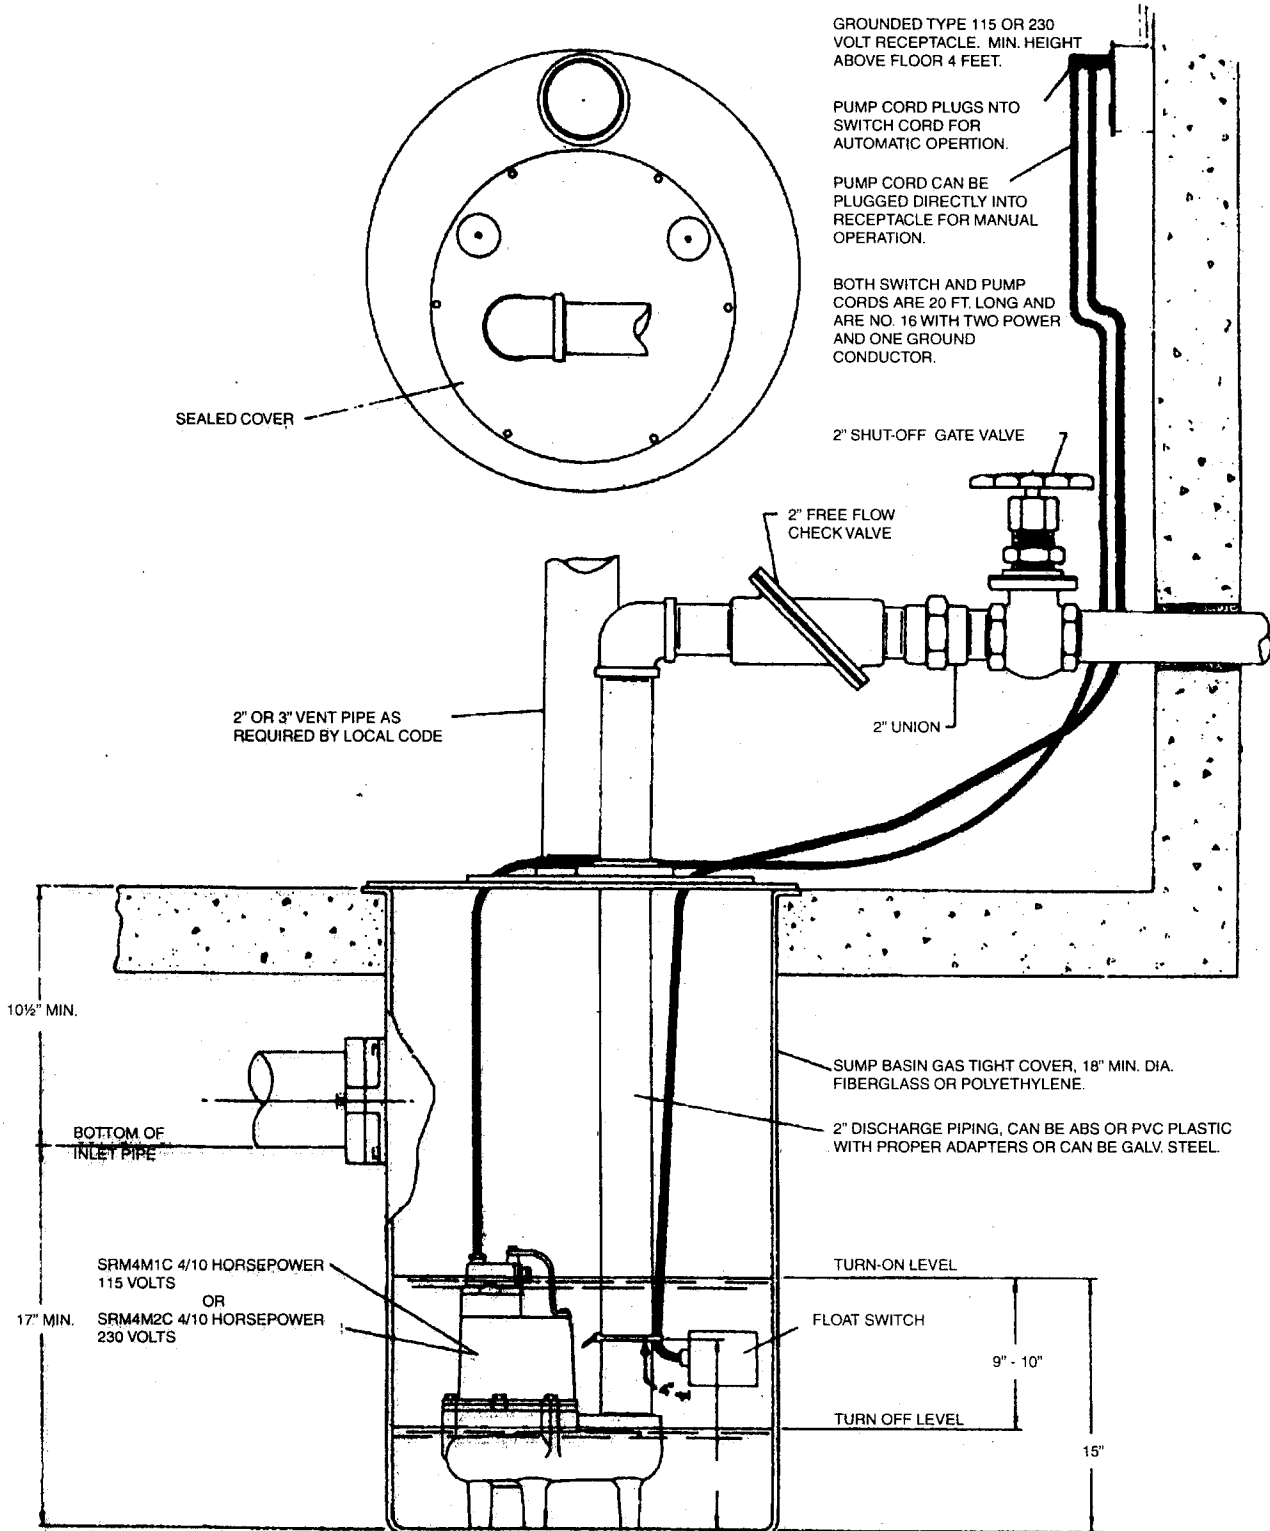 GROUNDED TYPE 115 OR 230
VOLT RECEPTACLE. MIN. HEIGHT
ABOVE FLOOR 4 FEET.
PUMP CORD PLUGS NTO
SWITCH CORD FOR
AUTOMATIC OPERTION.
PUMP CORD CAN BE
PLUGGED DIRECTLY INTO
RECEPTACLE FOR MANUAL
OPERATION.
BOTH SWITCH AND PUMP
CORDS ARE 20 FT. LONG AND
ARE NO. 16 WITH TWO POWER
AND ONE GROUND
CONDUCTOR.
SEALED COVER
2" SHUT-OFF GATE VALVE
2" FREE FLOW
CHECK VALVE
2" OR 3" VENT PIPE AS
REQUIRED BY LOCAL CODE
2" UNION
10½" MIN.
SUMP BASIN GAS TIGHT COVER, 18" MIN. DIA.
FIBERGLASS OR POLYETHYLENE.
2" DISCHARGE PIPING, CAN BE ABS OR PVC PLASTIC
WITH PROPER ADAPTERS OR CAN BE GALV. STEEL.
BOTTOM OF
INLET PIPE
SRM4M1C 4/10 HORSEPOWER
115 VOLTS
OR
SRM4M2C 4/10 HORSEPOWER
230 VOLTS
17" MIN.
TURN-ON LEVEL
FLOAT SWITCH
9" - 10"
TURN OFF LEVEL
15"